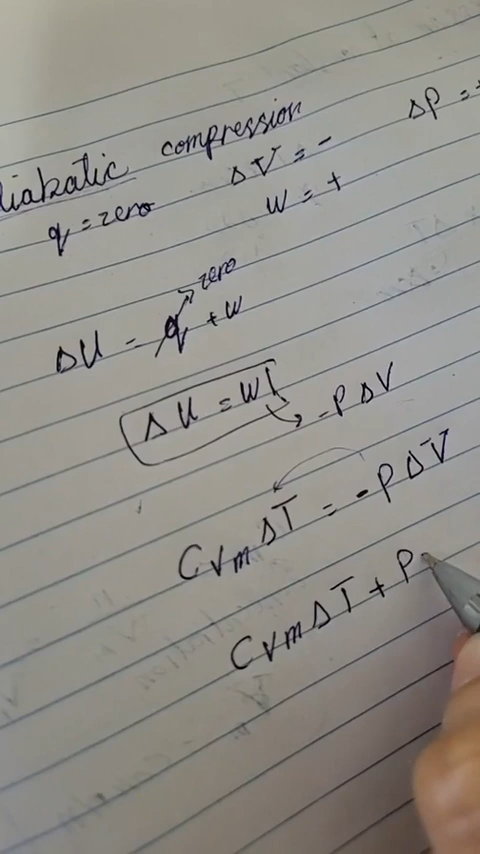 diabatic compression ΔP = +
q = zero ΔV = -
w = +
zero
ΔU = q + w
ΔU = W
-PΔV
CvmΔT = -PΔV
CvmΔT + P